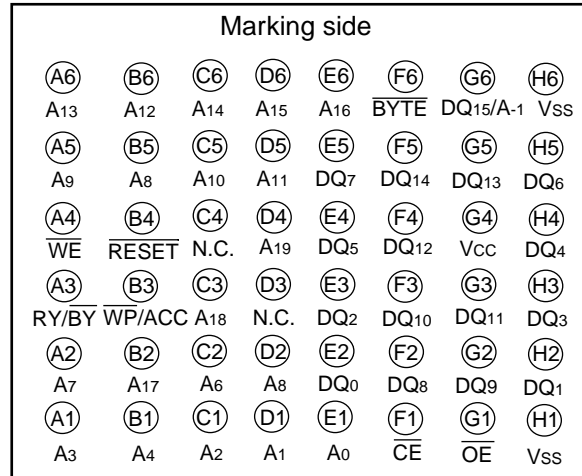 Marking side
A6 B6 C6 D6 E6 F6 G6 H6
A13 A12 A14 A15 A16 BYTE DQ15/A-1 VSS
A5 B5 C5 D5 E5 F5 G5 H5
A9 A8 A10 A11 DQ7 DQ14 DQ13 DQ6
A4 B4 C4 D4 E4 F4 G4 H4
WE RESET N.C. A19 DQ5 DQ12 VCC DQ4
A3 B3 C3 D3 E3 F3 G3 H3
RY/BY WP/ACC A18 N.C. DQ2 DQ10 DQ11 DQ3
A2 B2 C2 D2 E2 F2 G2 H2
A7 A17 A6 A8 DQ0 DQ8 DQ9 DQ1
A1 B1 C1 D1 E1 F1 G1 H1
A3 A4 A2 A1 A0 CE OE VSS